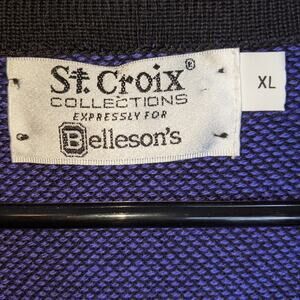 St. Croix®
COLLECTIONS
EXPRESSLY FOR
Belleson's
XL